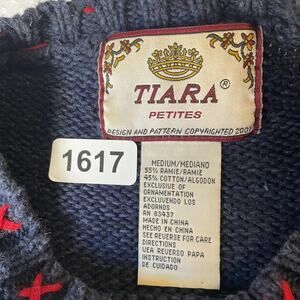 TIARA®
PETITES
DESIGN AND PATTERN COPYRIGHTED 2001
1617
MEDIUM/MEDIANO
55% RAMIE/RAMIE
45% COTTON/ALGODON
EXCLUSIVE OF
ORNAMENTATION
EXCLUYENDO LOS
ADORNOS
RN 83437
MADE IN CHINA
HECHO EN CHINA
SEE REVERSE FOR CARE
DIRECTIONS
VEA REVERSO PARA
INSTRUCTION
DE CUIDADO